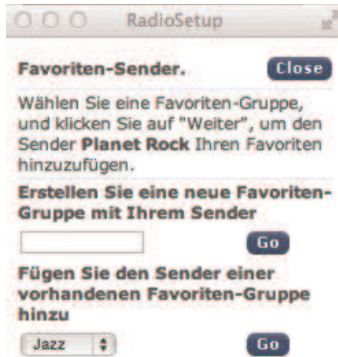 RadioSetup
Favoriten-Sender. Close
Wählen Sie eine Favoriten-Gruppe,
und klicken Sie auf "Weiter", um den
Sender Planet Rock Ihren Favoriten
hinzuzufügen.
Erstellen Sie eine neue Favoriten-
Gruppe mit Ihrem Sender
Go
Fügen Sie den Sender einer
vorhandenen Favoriten-Gruppe
hinzu
Jazz Go